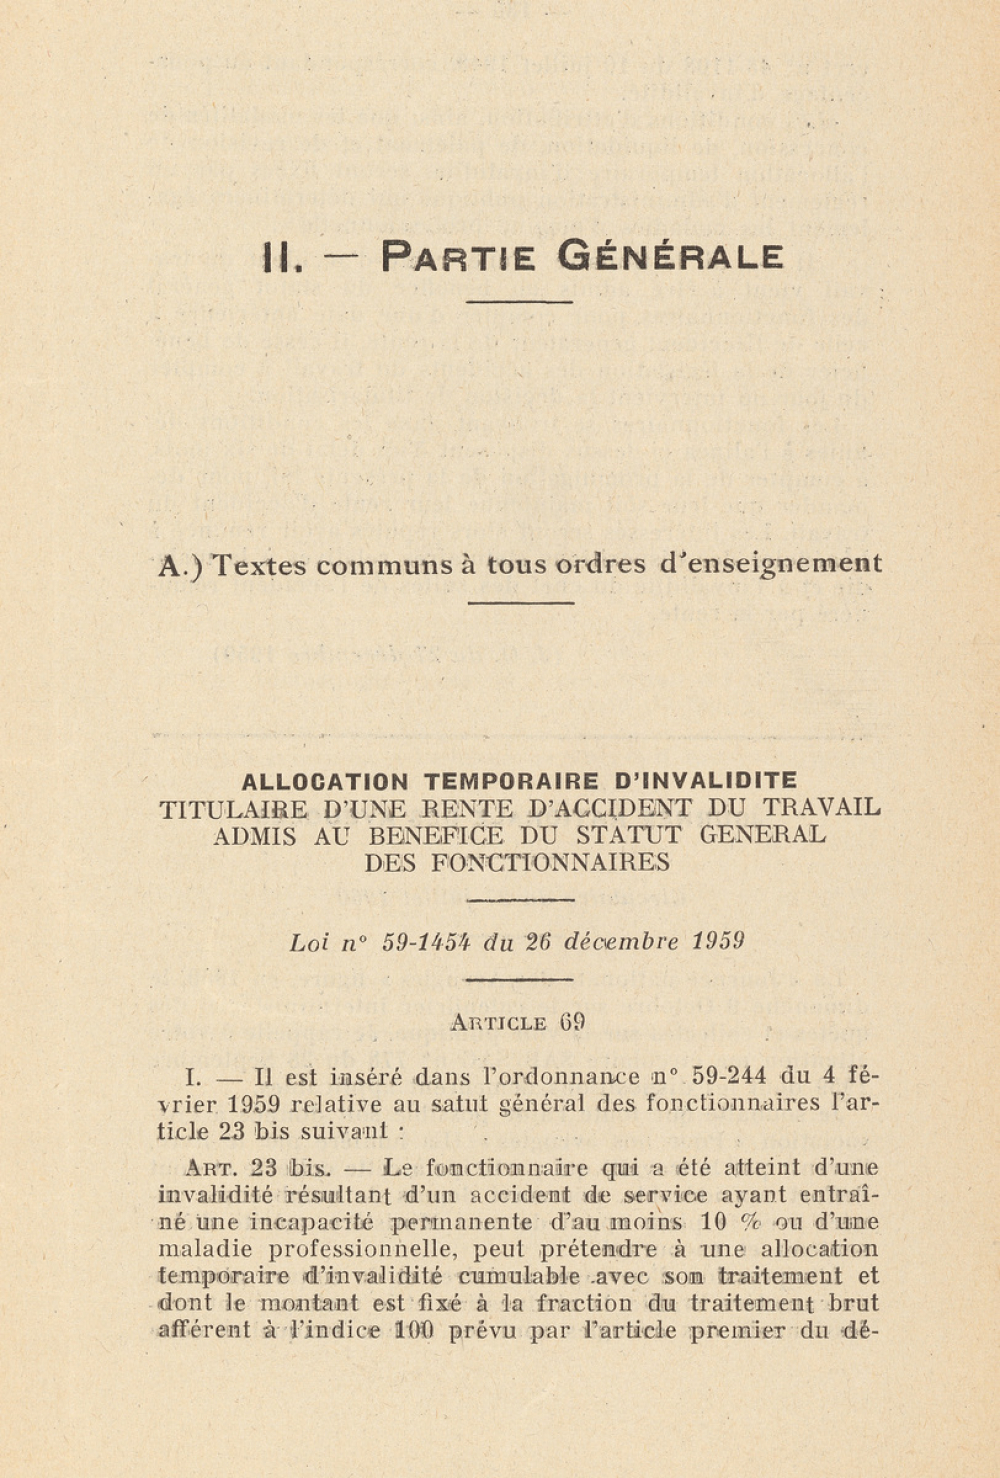 II. — PARTIE GÉNÉRALE
A.) Textes communs à tous ordres d'enseignement
ALLOCATION TEMPORAIRE D'INVALIDITE
TITULAIRE D'UNE RENTE D'ACCIDENT DU TRAVAIL
ADMIS AU BENEFICE DU STATUT GENERAL
DES FONCTIONNAIRES
Loi n° 59-1454 du 26 décembre 1959
ARTICLE 69
I. — Il est inséré dans l'ordonnance n° 59-244 du 4 fé-
vrier 1959 relative au satut général des fonctionnaires l'ar-
ticle 23 bis suivant :
ART. 23 bis. — Le fonctionnaire qui a été atteint d'une
invalidité résultant d'un accident de service ayant entraî-
né une incapacité permanente d'au moins 10 % ou d'une
maladie professionnelle, peut prétendre à une allocation
temporaire d'invalidité cumulable avec son traitement et
dont le montant est fixé à la fraction du traitement brut
afférent à l'indice 100 prévu par l'article premier du dé-